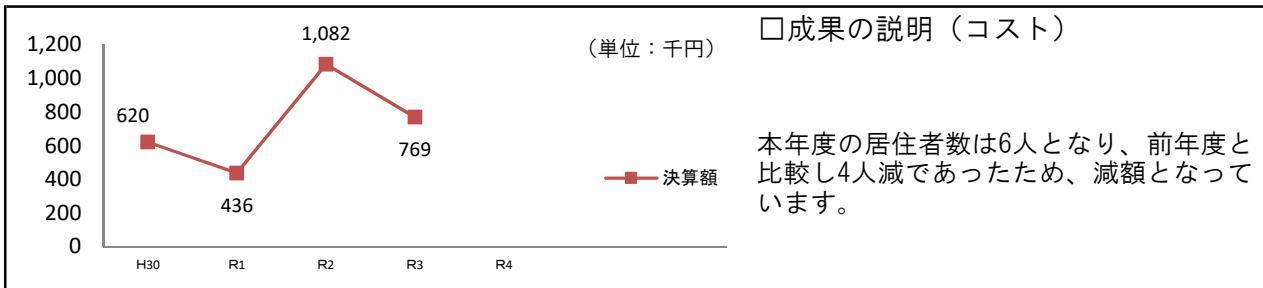 1,200
1,000
800
600
400
200
0
620
436
1,082
769
H30
R1
R2
R3
R4
（単位：千円）
決算額
□成果の説明（コスト）
本年度の居住者数は6人となり、前年度と
比較し4人減であったため、減額となって
います。